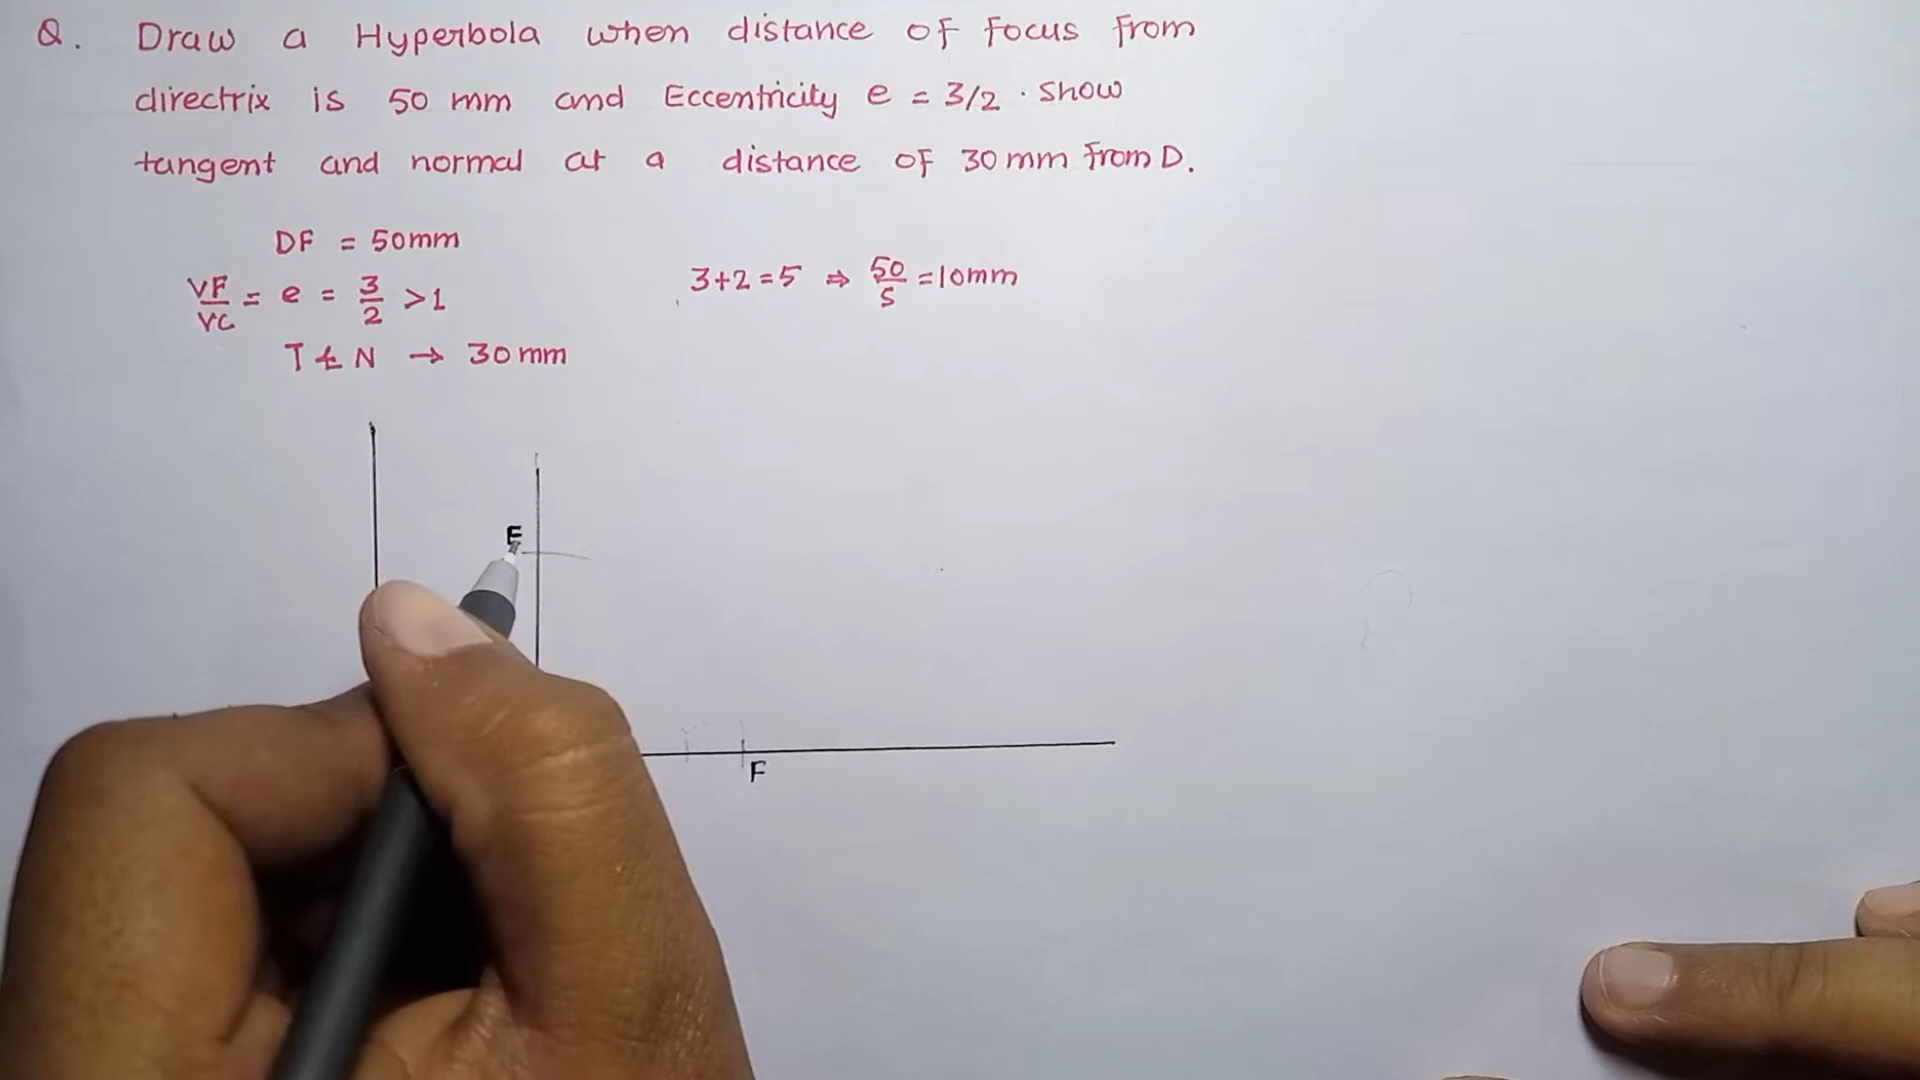 Q. Draw a Hyperbola when distance of Focus From
directrix is 50 mm and Eccentricity e = 3/2 . Show
tangent and normal at a distance of 30 mm From D.
DF = 50mm
VF/VC = e = 3/2 > 1
T & N → 30 mm
3+2=5 ⇒ 50/5 = 10mm
E
F